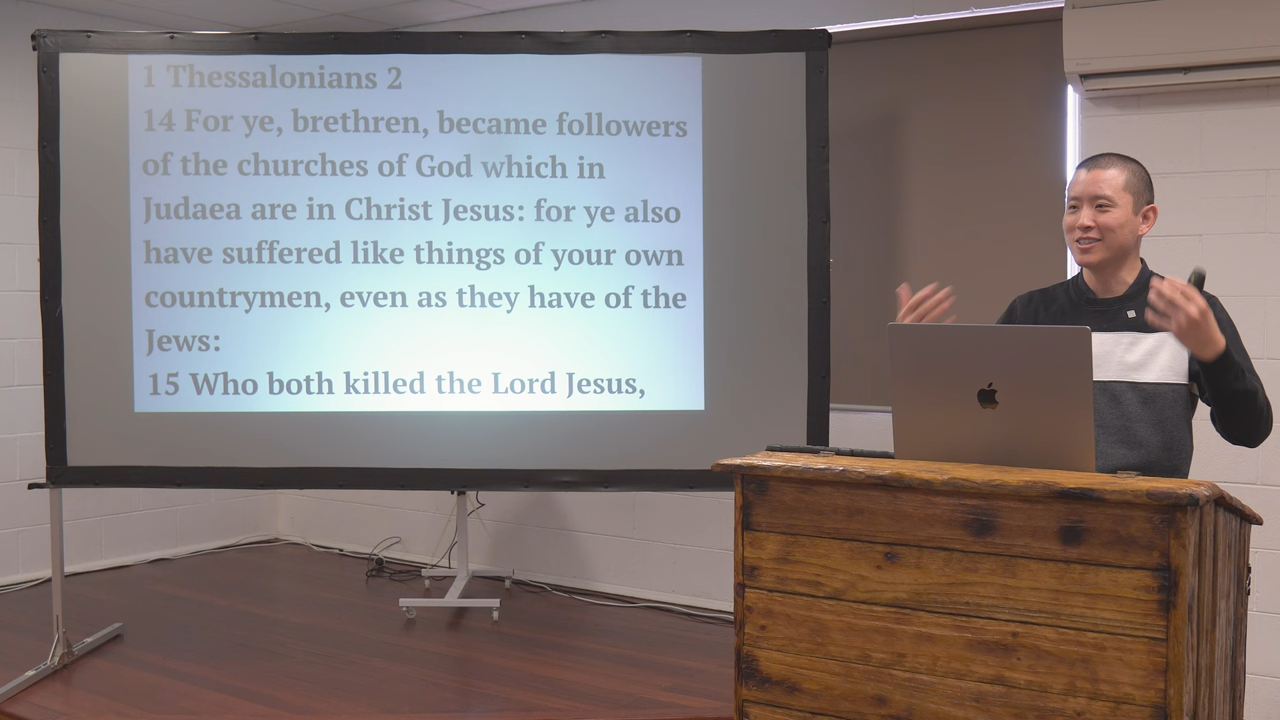 1 Thessalonians 2
14 For ye, brethren, became followers
of the churches of God which in
Judaea are in Christ Jesus: for ye also
have suffered like things of your own
countrymen, even as they have of the
Jews:
15 Who both killed the Lord Jesus,